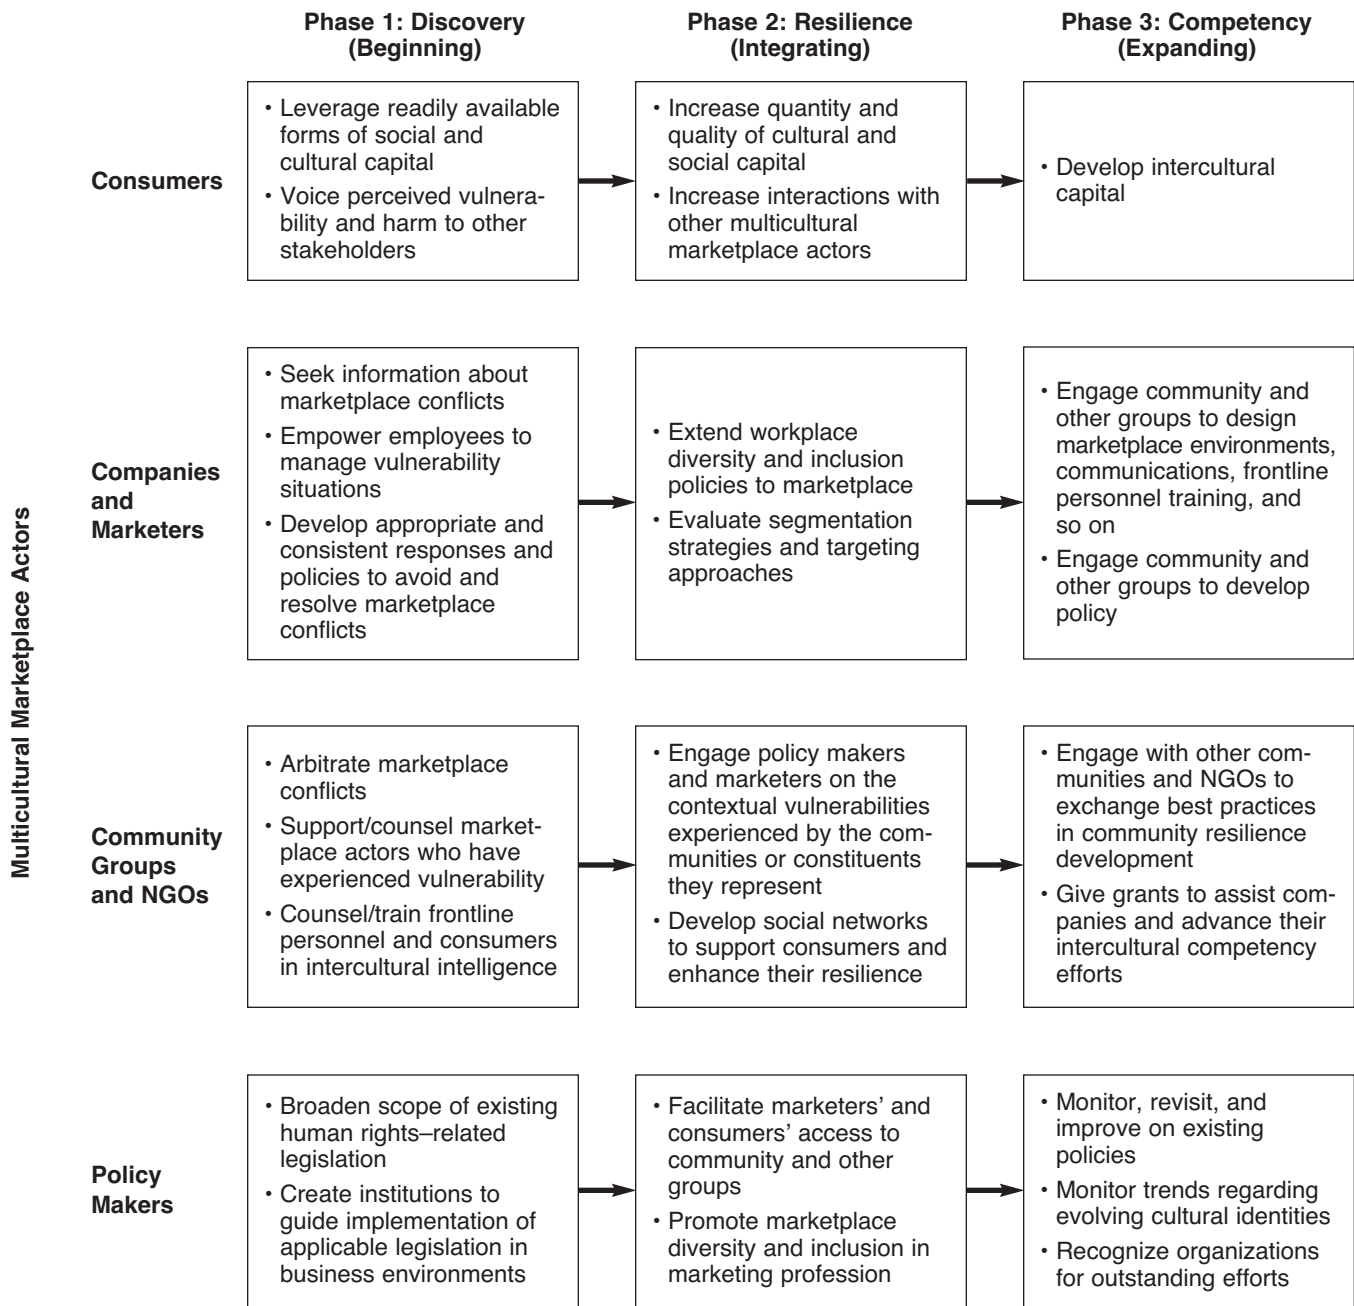 Phase 1: Discovery
(Beginning)
Phase 2: Resilience
(Integrating)
Phase 3: Competency
(Expanding)
Multicultural Marketplace Actors
Consumers
• Leverage readily available
forms of social and
cultural capital
• Voice perceived vulnera-
bility and harm to other
stakeholders
• Increase quantity and
quality of cultural and
social capital
• Increase interactions with
other multicultural
marketplace actors
• Develop intercultural
capital
Companies
and
Marketers
• Seek information about
marketplace conflicts
• Empower employees to
manage vulnerability
situations
• Develop appropriate and
consistent responses and
policies to avoid and
resolve marketplace
conflicts
• Extend workplace
diversity and inclusion
policies to marketplace
• Evaluate segmentation
strategies and targeting
approaches
• Engage community and
other groups to design
marketplace environments,
communications, frontline
personnel training, and
so on
• Engage community and
other groups to develop
policy
Community
Groups
and NGOs
• Arbitrate marketplace
conflicts
• Support/counsel market-
place actors who have
experienced vulnerability
• Counsel/train frontline
personnel and consumers
in intercultural intelligence
• Engage policy makers
and marketers on the
contextual vulnerabilities
experienced by the com-
munities or constituents
they represent
• Develop social networks
to support consumers and
enhance their resilience
• Engage with other com-
munities and NGOs to
exchange best practices
in community resilience
development
• Give grants to assist com-
panies and advance their
intercultural competency
efforts
Policy
Makers
• Broaden scope of existing
human rights–related
legislation
• Create institutions to
guide implementation of
applicable legislation in
business environments
• Facilitate marketers’ and
consumers’ access to
community and other
groups
• Promote marketplace
diversity and inclusion in
marketing profession
• Monitor, revisit, and
improve on existing
policies
• Monitor trends regarding
evolving cultural identities
• Recognize organizations
for outstanding efforts